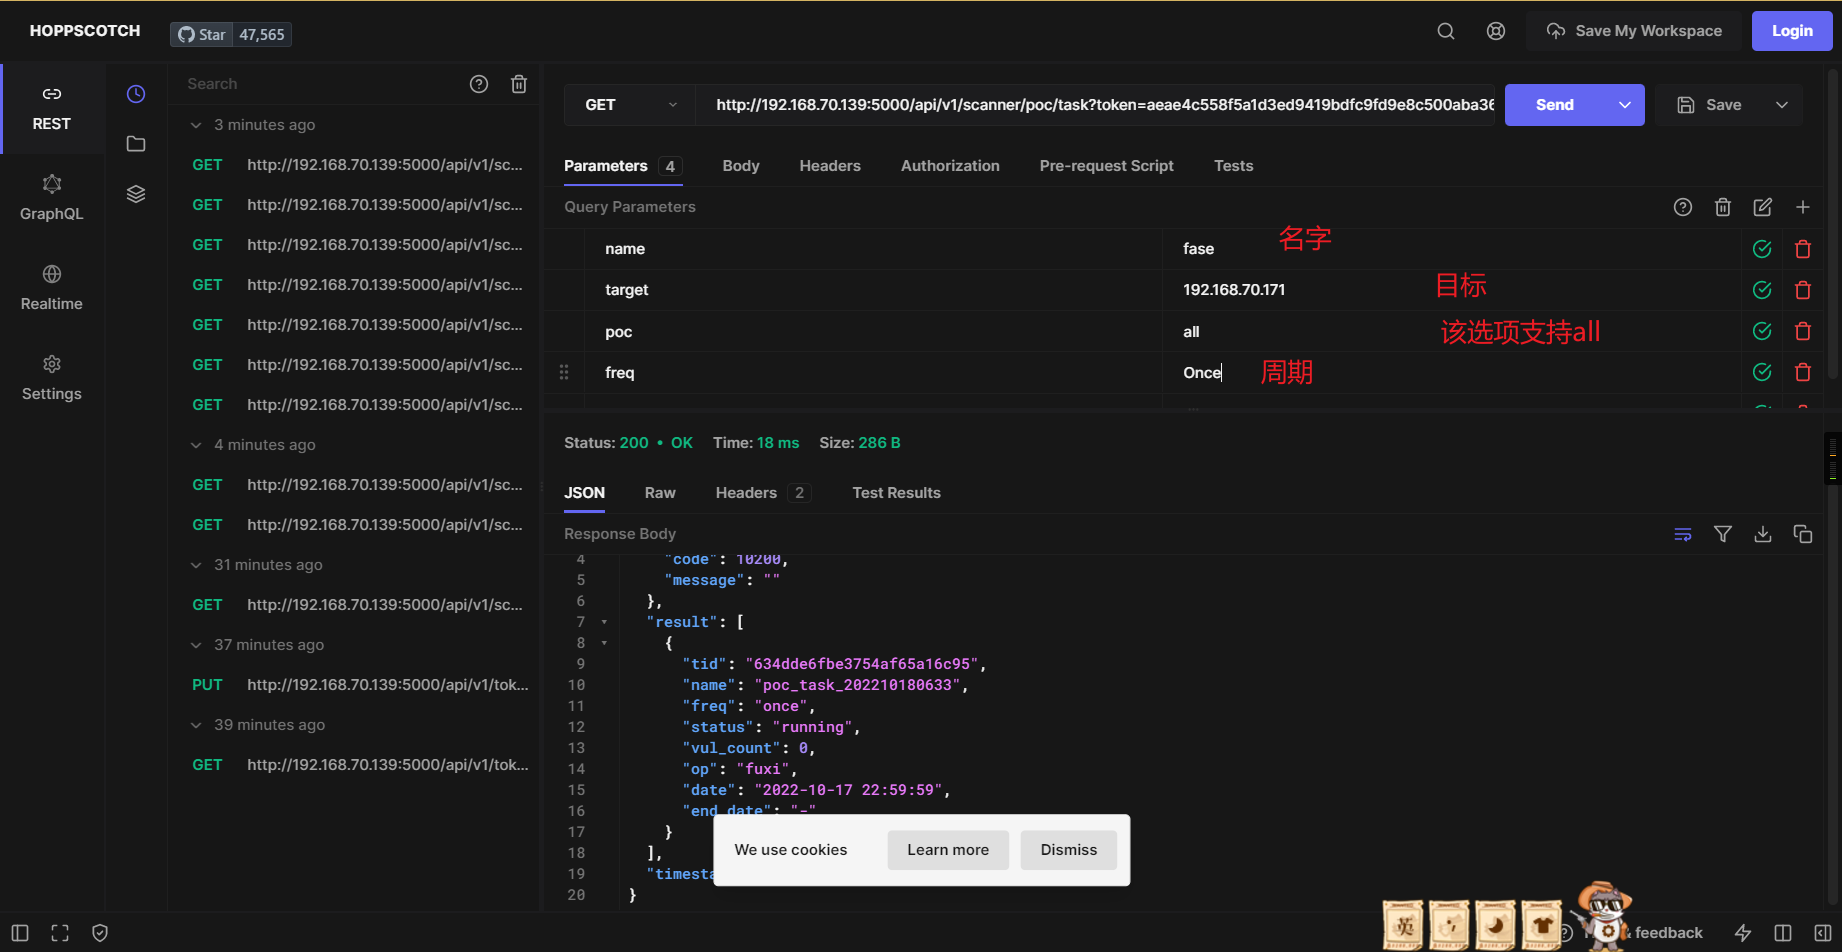 HOPPSCOTCH
Star 47,565
Save My Workspace
Login
REST
GraphQL
Realtime
Settings
Search
3 minutes ago
GET http://192.168.70.139:5000/api/v1/sc...
GET http://192.168.70.139:5000/api/v1/sc...
GET http://192.168.70.139:5000/api/v1/sc...
GET http://192.168.70.139:5000/api/v1/sc...
GET http://192.168.70.139:5000/api/v1/sc...
GET http://192.168.70.139:5000/api/v1/sc...
GET http://192.168.70.139:5000/api/v1/sc...
4 minutes ago
GET http://192.168.70.139:5000/api/v1/sc...
GET http://192.168.70.139:5000/api/v1/sc...
31 minutes ago
GET http://192.168.70.139:5000/api/v1/sc...
37 minutes ago
PUT http://192.168.70.139:5000/api/v1/tok...
39 minutes ago
GET http://192.168.70.139:5000/api/v1/tok...
GET http://192.168.70.139:5000/api/v1/scanner/poc/task?token=aeae4c558f5a1d3ed9419bdfc9fd9e8c500aba36
Send
Save
Parameters 4 Body Headers Authorization Pre-request Script Tests
Query Parameters
name fase 名字
target 192.168.70.171 目标
poc all 该选项支持all
freq Once 周期
Status: 200 • OK Time: 18 ms Size: 286 B
JSON Raw Headers 2 Test Results
Response Body
4 "code": 10200,
5 "message": ""
6 },
7 "result": [
8 {
9 "tid": "634dde6fbe3754af65a16c95",
10 "name": "poc_task_202210180633",
11 "freq": "once",
12 "status": "running",
13 "vul_count": 0,
14 "op": "fuxi",
15 "date": "2022-10-17 22:59:59",
16 "end_date": "-"
17 }
18 ],
19 "timesta
20 }
We use cookies
Learn more
Dismiss
英
feedback